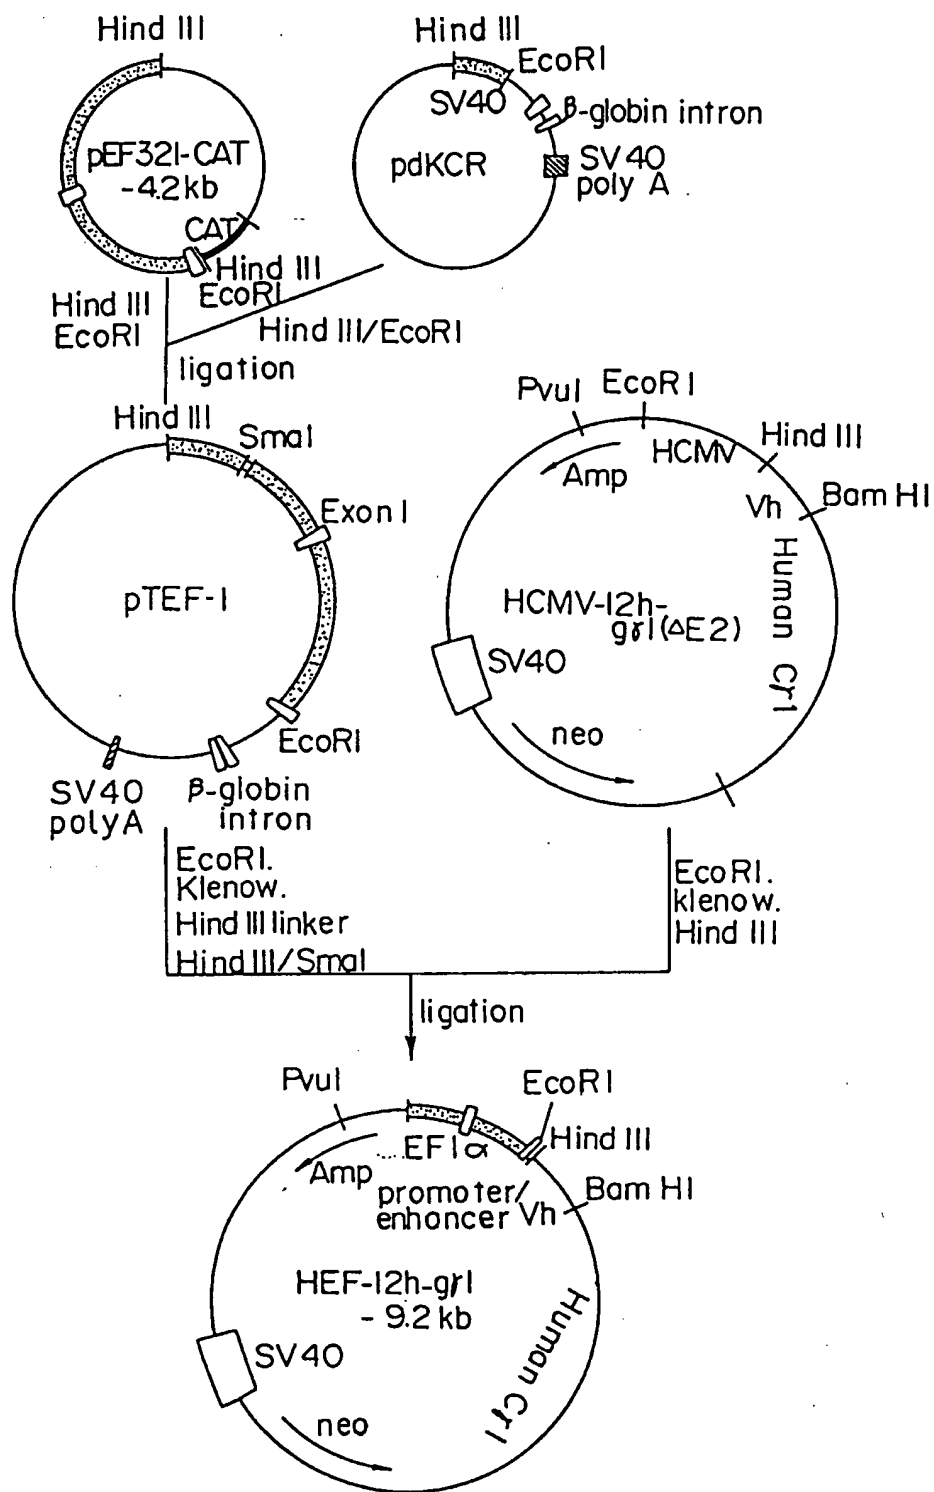 Hind III
pEF321-CAT
-4.2kb
CAT
Hind III
EcoRI
Hind III
EcoRI
SV40
β-globin intron
pdKCR
SV40
poly A
Hind III
EcoRI
Hind III/EcoRI
ligation
Hind III
SmaI
Exon I
pTEF-1
EcoRI
SV40
polyA
β-globin
intron
PvuI
EcoRI
HCMV
Hind III
Amp
Vh
Bam HI
HCMV-12h-
gγ1(ΔE2)
Human Cγ1
SV40
neo
EcoRI.
Klenow.
Hind III linker
Hind III/SmaI
EcoRI.
klenow.
Hind III
ligation
PvuI
EcoRI
Hind III
EF1α
Amp
promoter/
enhoncer
Vh
Bam HI
HEF-12h-gγ1
- 9.2 kb
Human Cγ1
SV40
neo